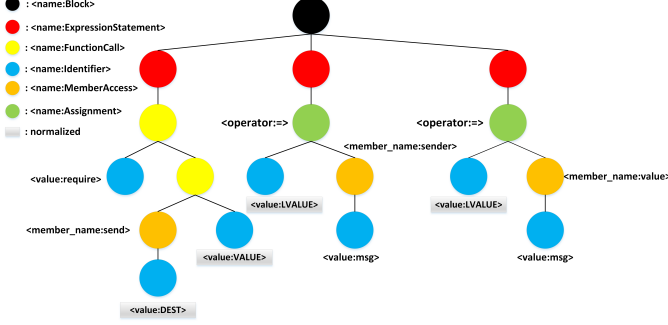 : <name:Block>
: <name:ExpressionStatement>
: <name:FunctionCall>
: <name:Identifier>
: <name:MemberAccess>
: <name:Assignment>
: normalized
<operator:=>
<operator:=>
<member_name:sender>
<value:require>
<member_name:value>
<value:LVALUE>
<value:LVALUE>
<member_name:send>
<value:VALUE>
<value:msg>
<value:msg>
<value:DEST>